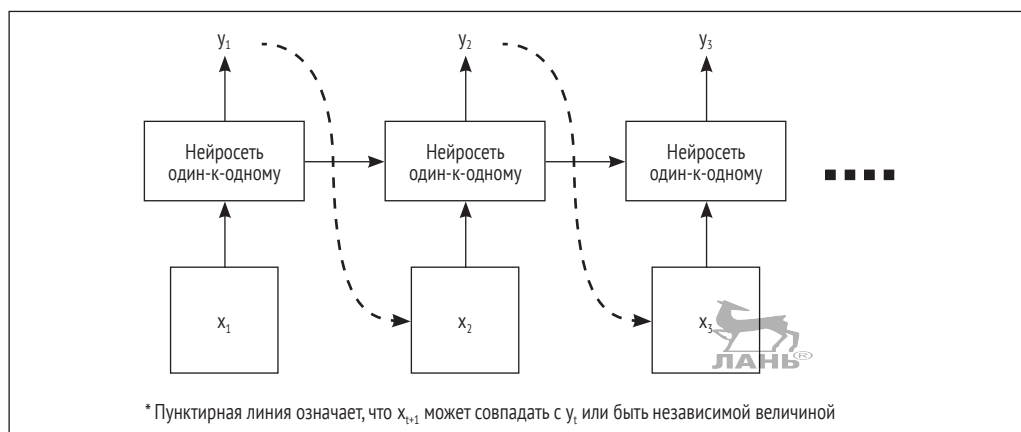 y₁ y₂ y₃
Нейросеть один-к-одному
Нейросеть один-к-одному
Нейросеть один-к-одному
x₁ x₂ x₃
ЛАНЬ®
* Пунктирная линия означает, что xₜ₊₁ может совпадать с yₜ или быть независимой величиной